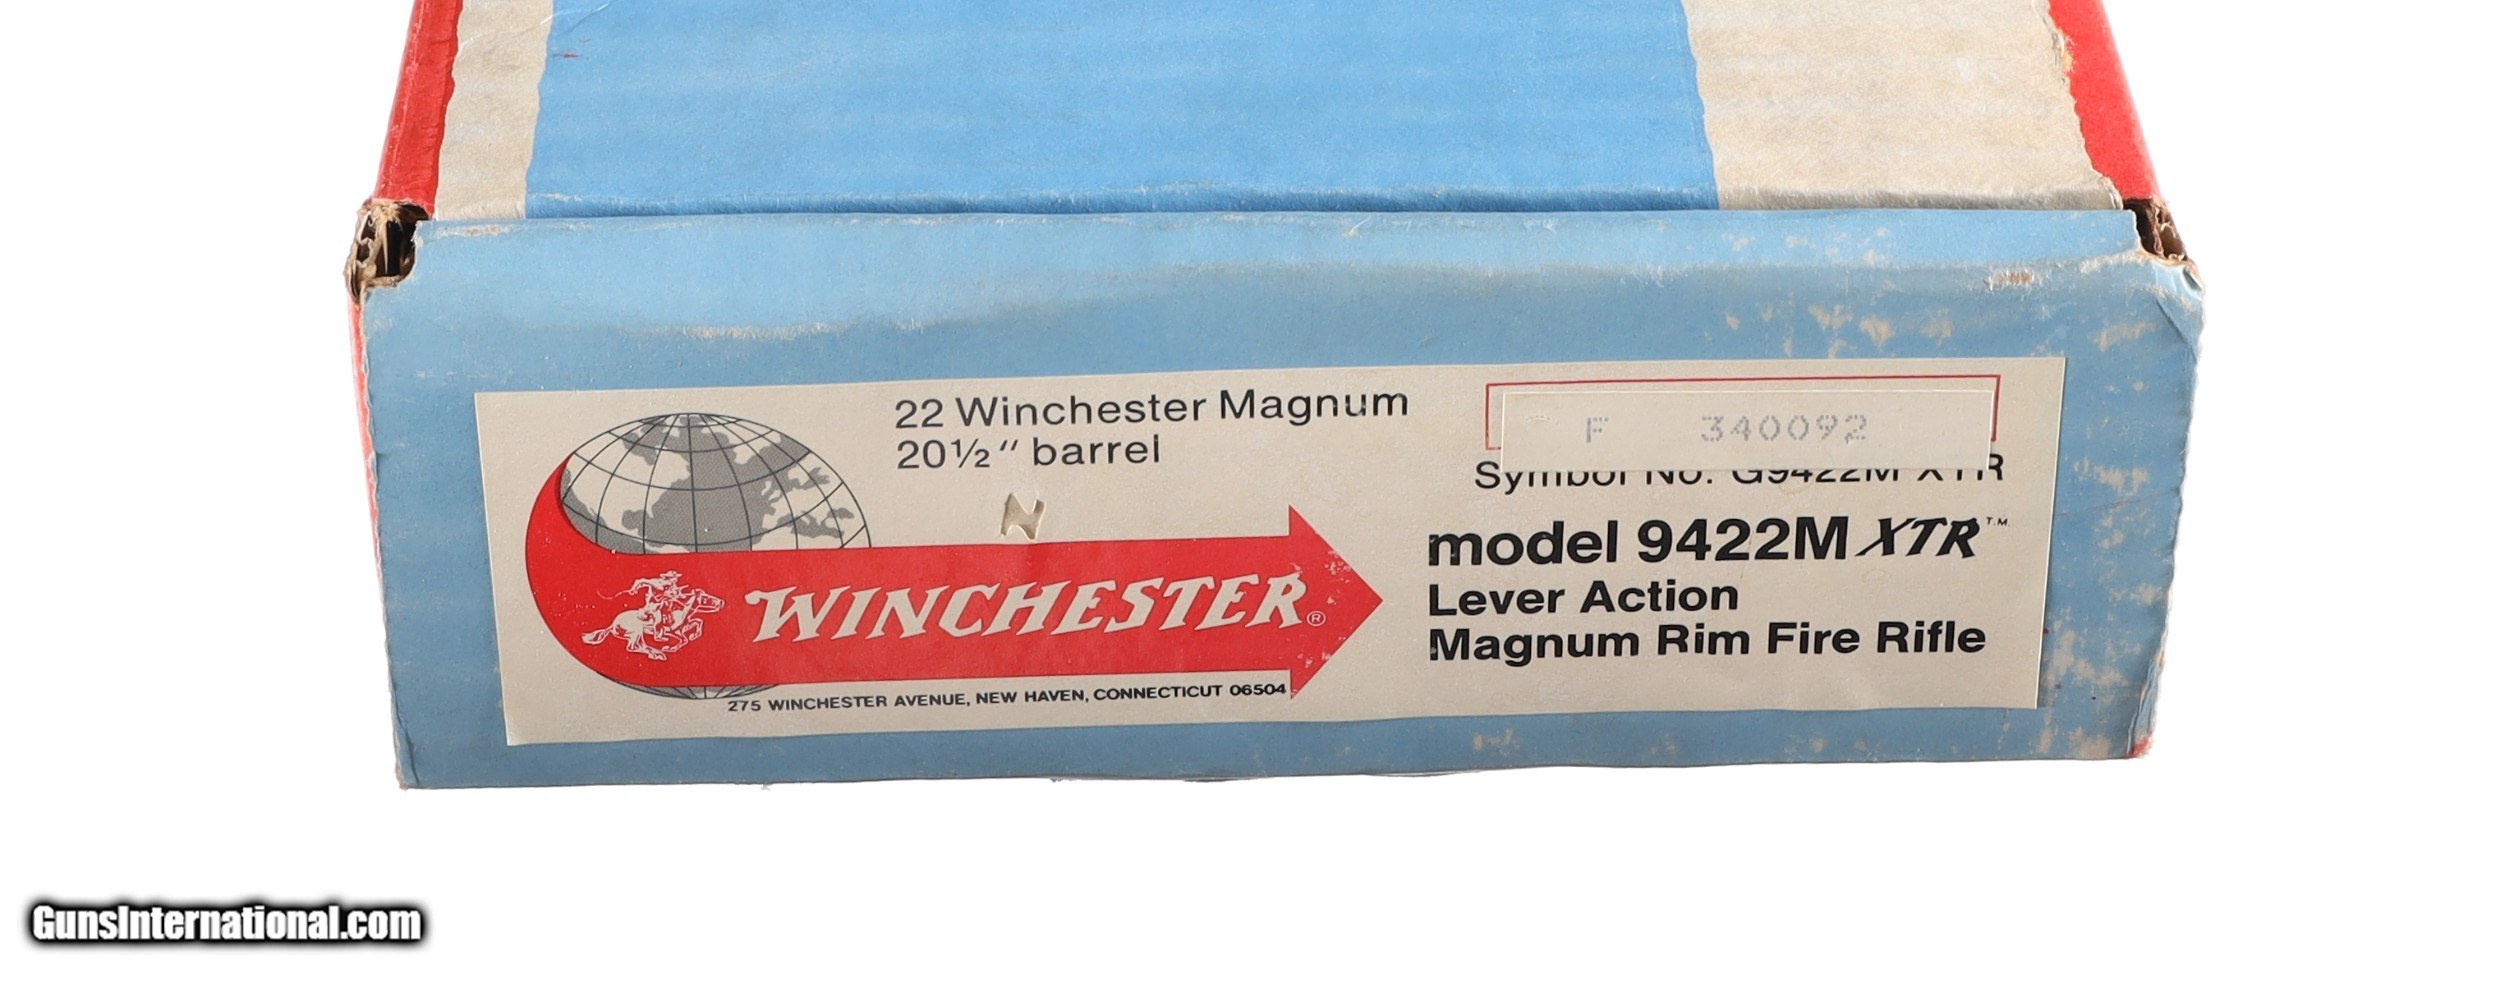 22 Winchester Magnum
20½" barrel
F 340092
Symbol No. G9422M XTR
model 9422M XTR™
Lever Action
Magnum Rim Fire Rifle
WINCHESTER®
275 WINCHESTER AVENUE, NEW HAVEN, CONNECTICUT 06504
GunsInternational.com